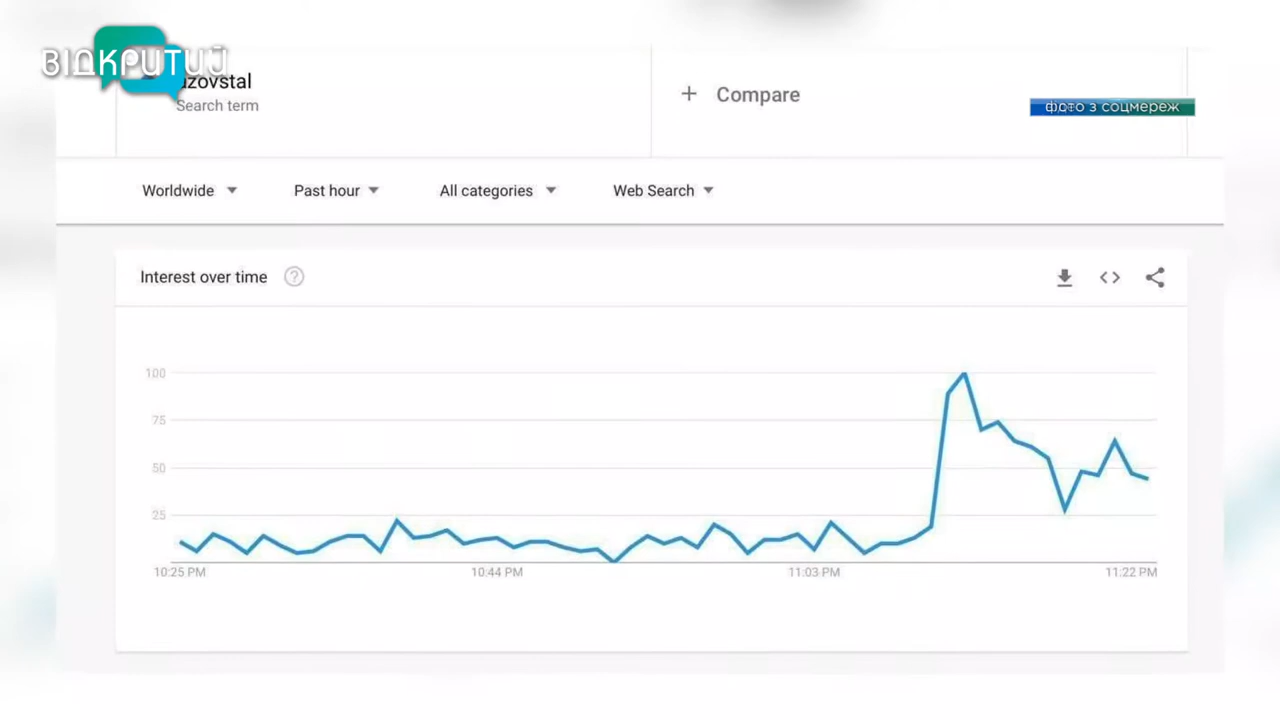 ВІДКРИТИЙ
azovstal
Search term
+ Compare
фото з соцмереж
Worldwide
Past hour
All categories
Web Search
Interest over time ?
100
75
50
25
10:25 PM
10:44 PM
11:03 PM
11:22 PM